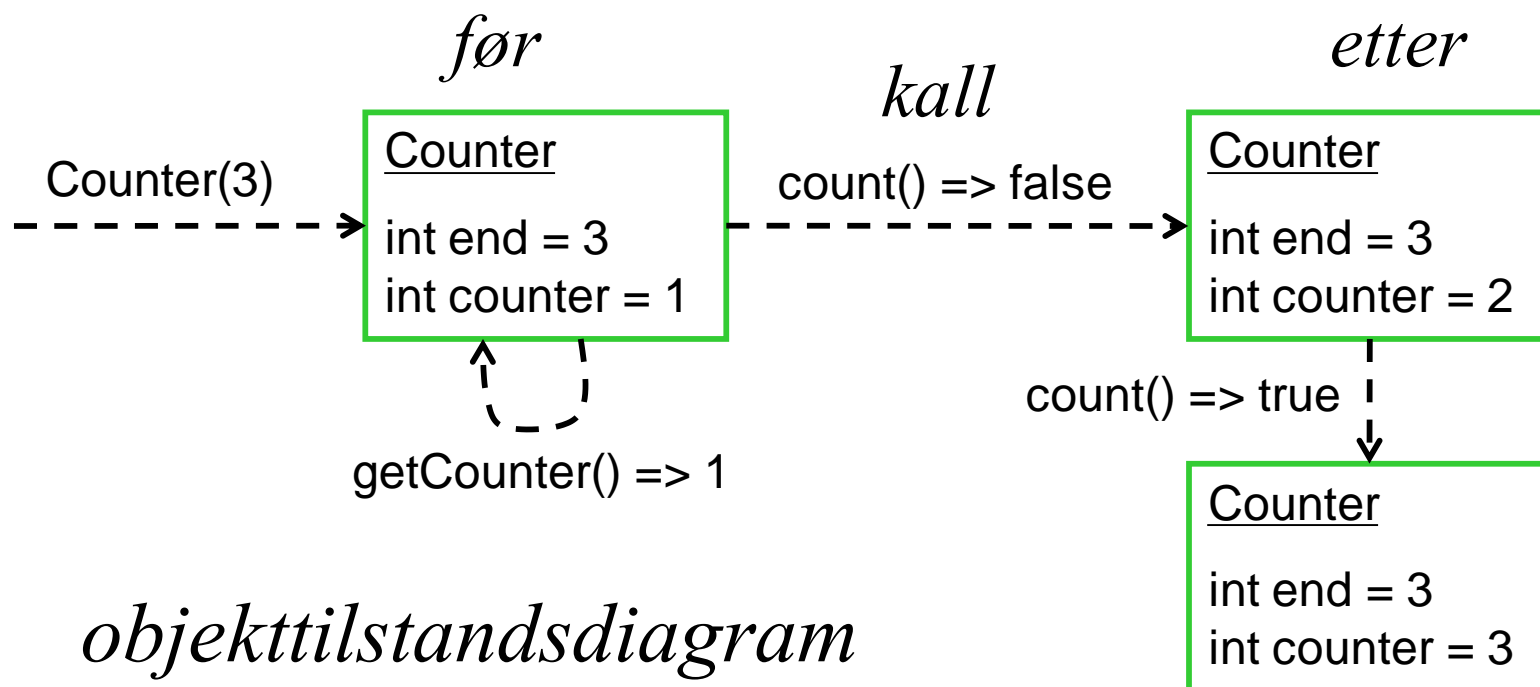 før
kall
etter
Counter(3)
Counter
int end = 3
int counter = 1
getCounter() => 1
count() => false
Counter
int end = 3
int counter = 2
count() => true
Counter
int end = 3
int counter = 3
objekttilstandsdiagram